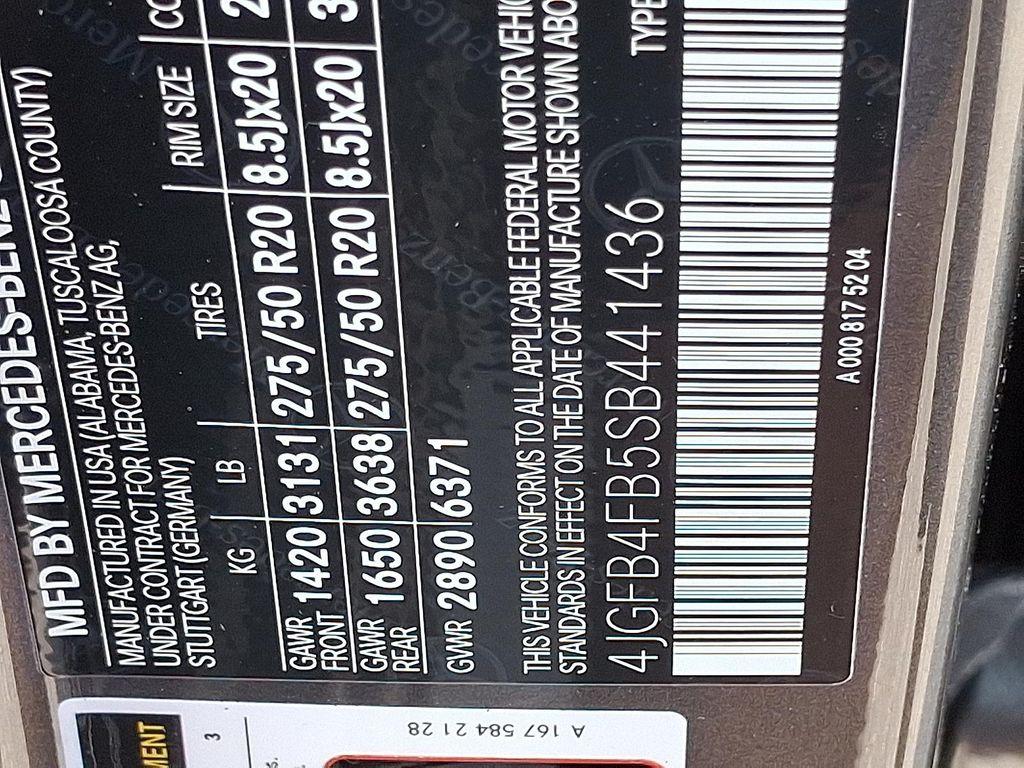 MFD BY MERCEDES-BENZ
MANUFACTURED IN USA (ALABAMA, TUSCALOOSA COUNTY)
UNDER CONTRACT FOR MERCEDES-BENZ AG,
STUTTGART (GERMANY)
KG LB TIRES RIM SIZE
GAWR FRONT 1420 3131 275/50 R20 8.5Jx20
GAWR REAR 1650 3638 275/50 R20 8.5Jx20
GVWR 2890 6371
THIS VEHICLE CONFORMS TO ALL APPLICABLE FEDERAL MOTOR
STANDARDS IN EFFECT ON THE DATE OF MANUFACTURE SHOWN
4JGFB4FB5SB441436 TYPE
A 000 817 52 04
A 167 584 21 28
3